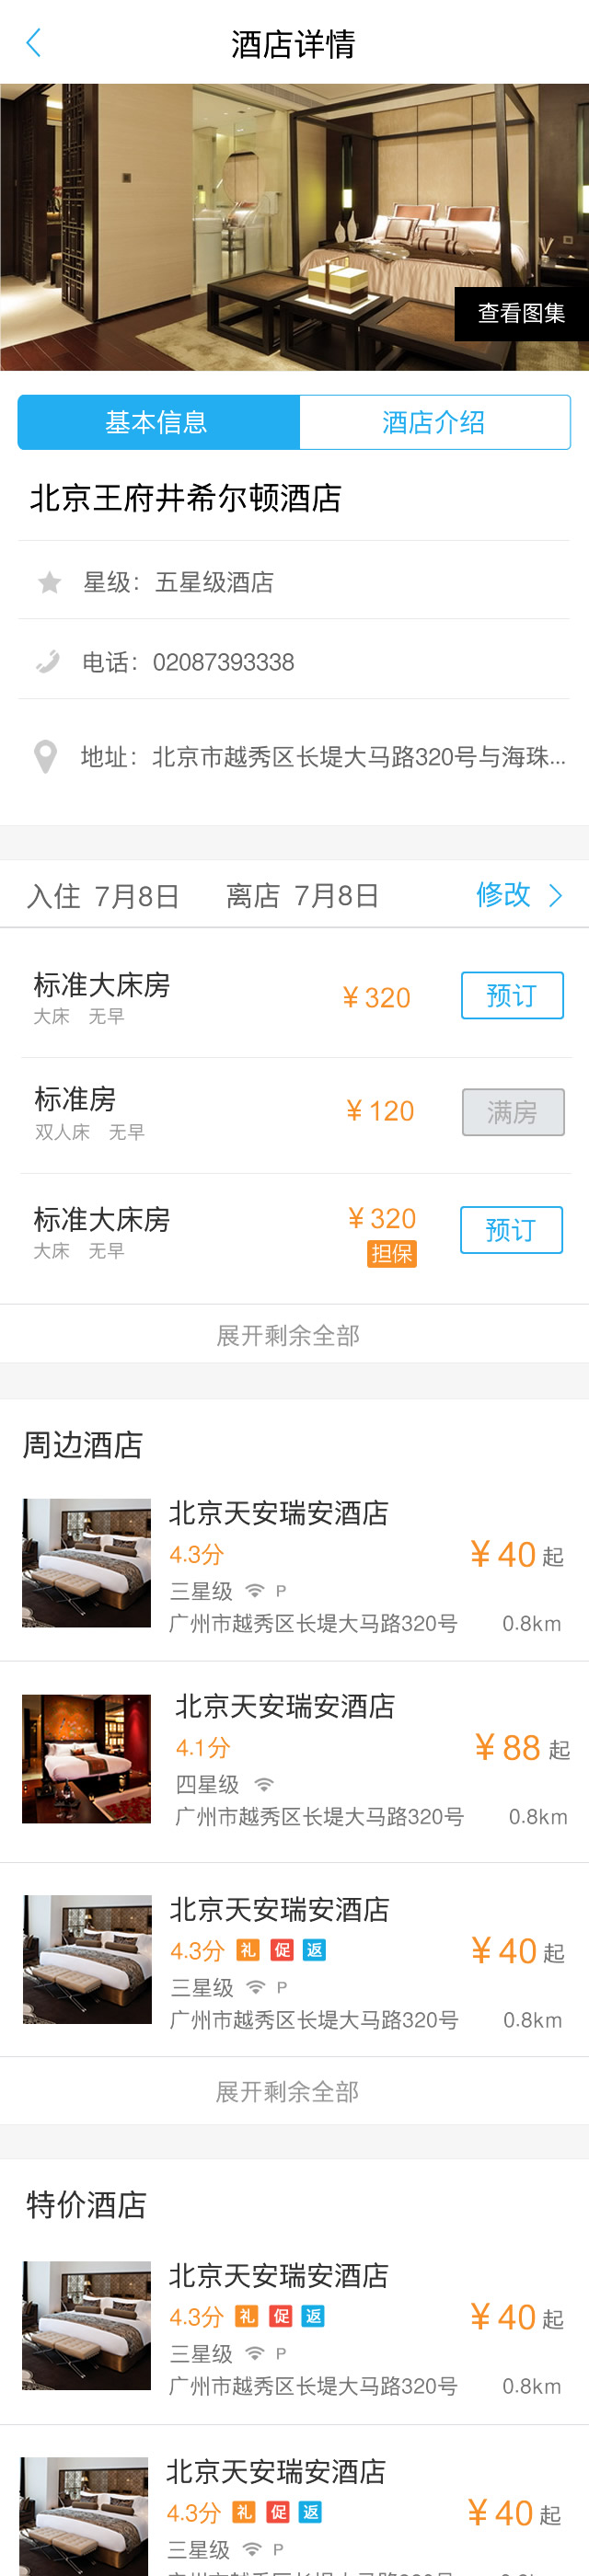 酒店详情
查看图集
基本信息 酒店介绍
北京王府井希尔顿酒店
星级：五星级酒店
电话：02087393338
地址：北京市越秀区长堤大马路320号与海珠...
入住 7月8日 离店 7月8日 修改
标准大床房
¥320 预订
大床 无早
标准房
¥120 满房
双人床 无早
标准大床房
¥320 预订
大床 无早 担保
展开剩余全部
周边酒店
北京天安瑞安酒店
4.3分 ¥40起
三星级 P
广州市越秀区长堤大马路320号 0.8km
北京天安瑞安酒店
4.1分 ¥88起
四星级
广州市越秀区长堤大马路320号 0.8km
北京天安瑞安酒店
4.3分 礼 促 返 ¥40起
三星级 P
广州市越秀区长堤大马路320号 0.8km
展开剩余全部
特价酒店
北京天安瑞安酒店
4.3分 礼 促 返 ¥40起
三星级 P
广州市越秀区长堤大马路320号 0.8km
北京天安瑞安酒店
4.3分 礼 促 返 ¥40起
三星级 P